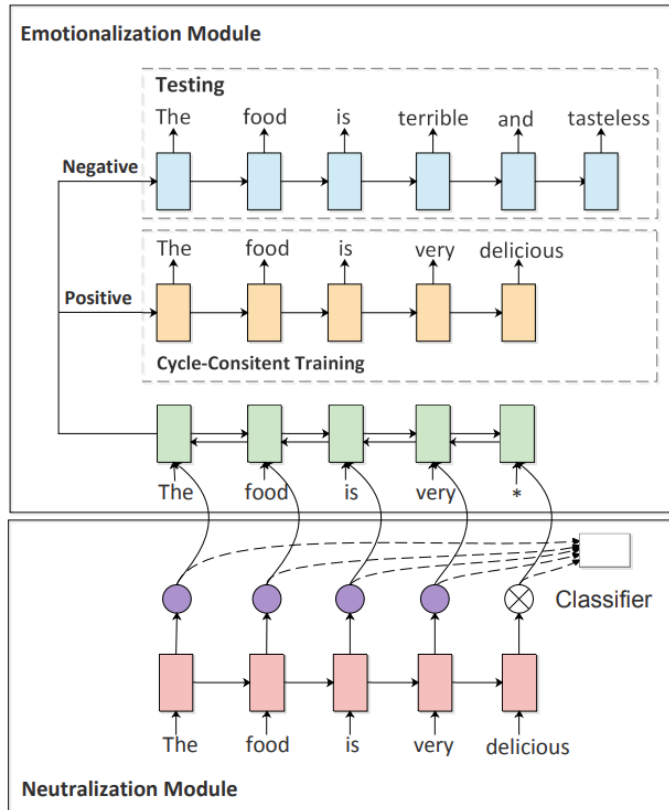 Emotionalization Module
Testing
The food is terrible and tasteless
Negative
The food is very delicious
Positive
Cycle-Consitent Training
The food is very *
Classifier
The food is very delicious
Neutralization Module